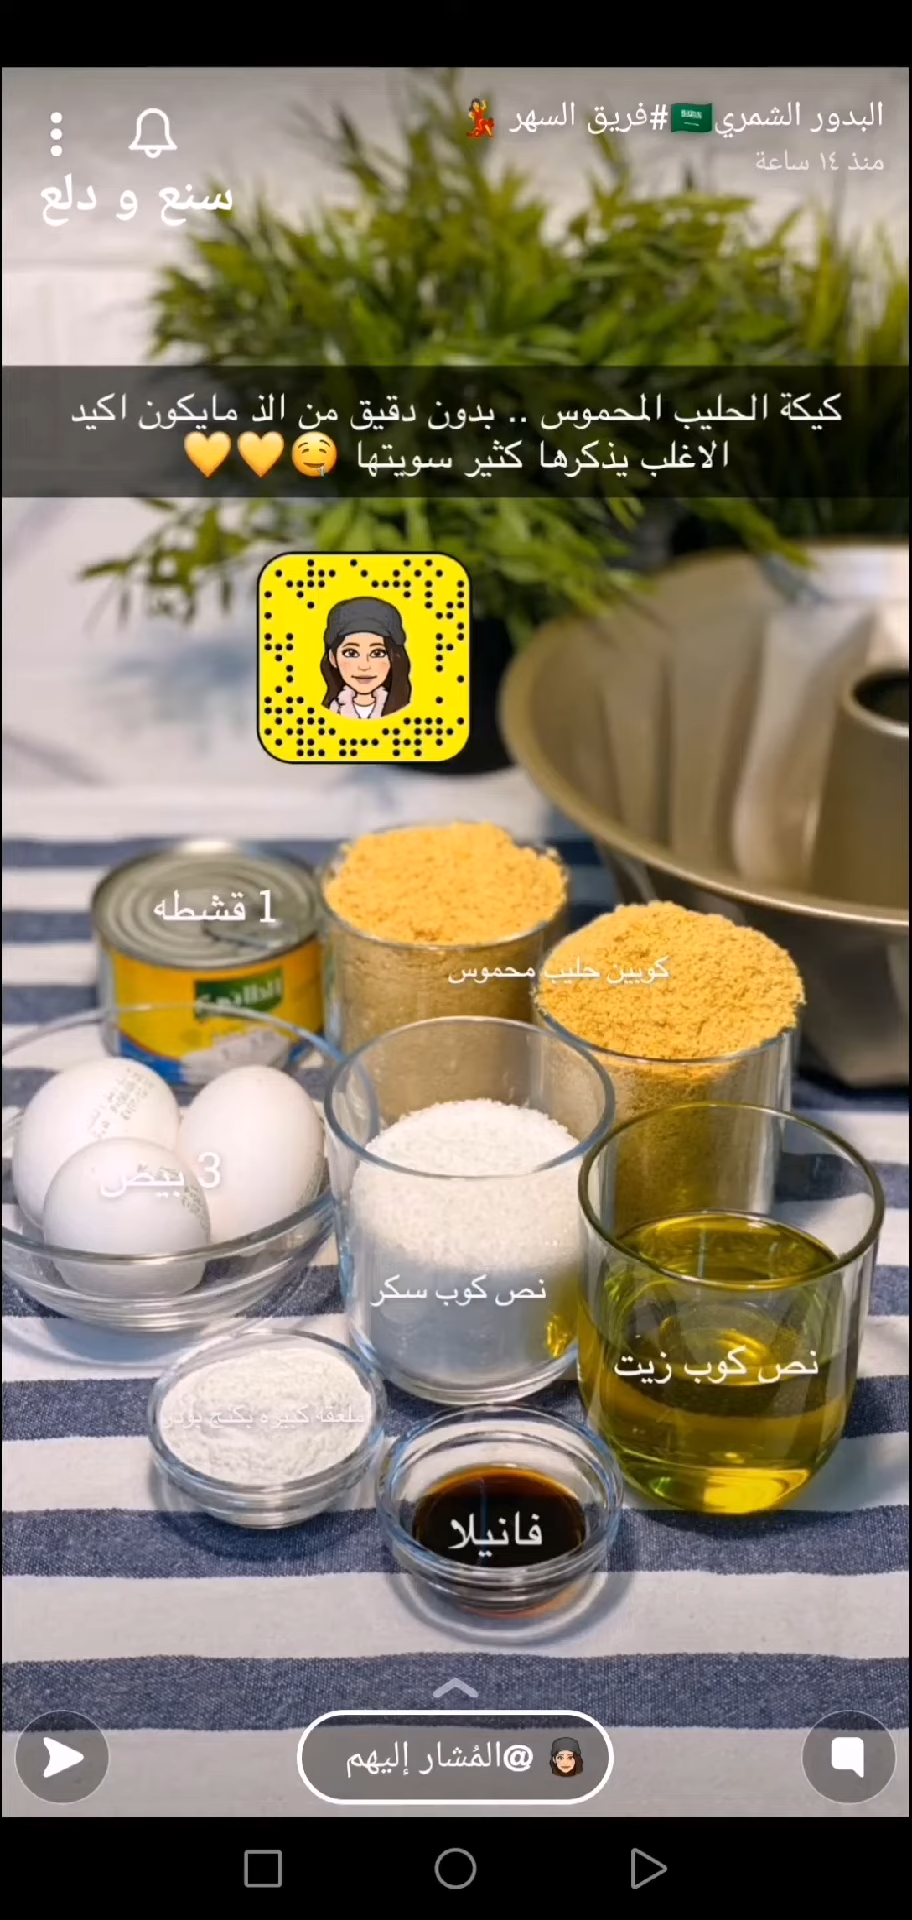 البدور الشمري🇸🇦#فريق السهر 💃
منذ ١٤ ساعة
سنع و دلع
كيكة الحليب المحموس .. بدون دقيق من الذ مايكون اكيد
الاغلب يذكرها كثير سويتها 🤤💛💛
1 قشطه
كوبين حليب محموس
3 بيض
نص كوب سكر
نص كوب زيت
ملعقة كبيره بكنج بودر
فانيلا
@المُشار إليهم